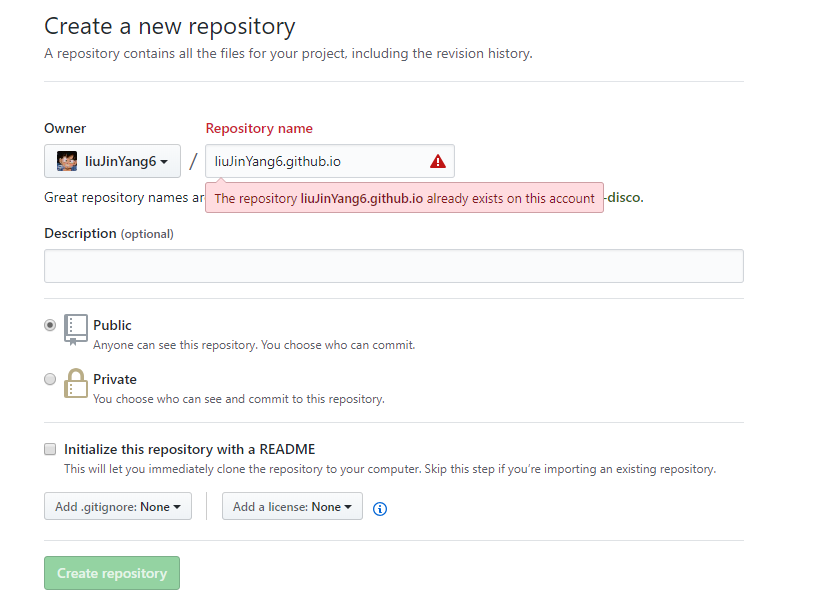 Create a new repository
A repository contains all the files for your project, including the revision history.
Owner
Repository name
liuJinYang6
/
liuJinYang6.github.io
Great repository names ar
The repository liuJinYang6.github.io already exists on this account
-disco.
Description (optional)
Public
Anyone can see this repository. You choose who can commit.
Private
You choose who can see and commit to this repository.
Initialize this repository with a README
This will let you immediately clone the repository to your computer. Skip this step if you’re importing an existing repository.
Add .gitignore: None
Add a license: None
Create repository